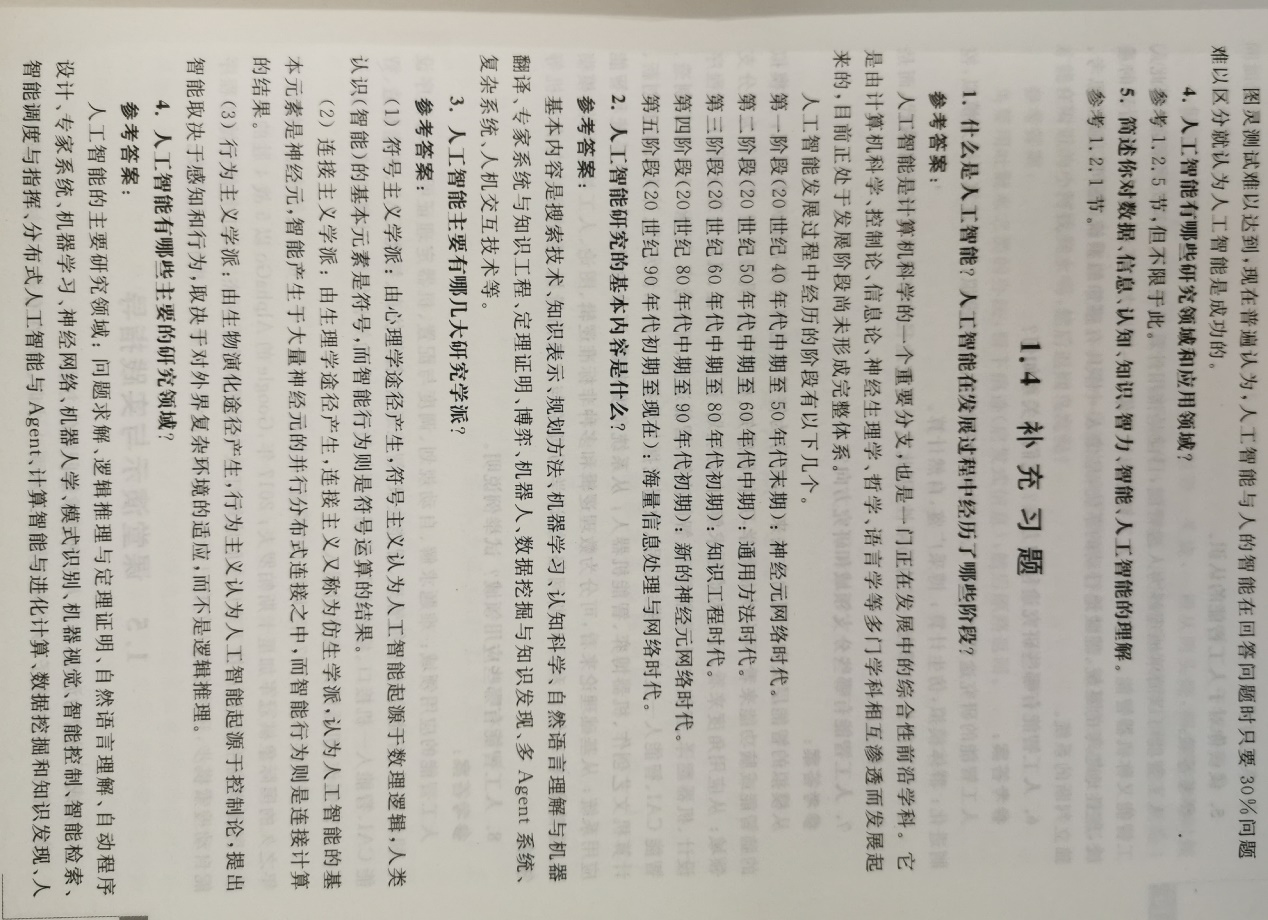 图灵测试难以达到,现在普遍认为,人工智能与人的智能在回答问题时只要 30%问题
难以区分就认为人工智能是成功的。
4. 人工智能有哪些研究领域和应用领域?
参考 1.2.5 节,但不限于此。
5. 简述你对数据、信息、认知、知识、智力、智能、人工智能的理解。
参考 1.2.1 节。
1.4 补充习题
1. 什么是人工智能? 人工智能在发展过程中经历了哪些阶段?
参考答案:
人工智能是计算机科学的一个重要分支,也是一门正在发展中的综合性前沿学科。它
是由计算机科学、控制论、信息论、神经生理学、哲学、语言学等多门学科相互渗透而发展起
来的,目前正处于发展阶段尚未形成完整体系。
人工智能发展过程中经历的阶段有以下几个。
第一阶段(20 世纪 40 年代中期至 50 年代末期):神经元网络时代。
第二阶段(20 世纪 50 年代中期至 60 年代中期):通用方法时代。
第三阶段(20 世纪 60 年代中期至 80 年代初期):知识工程时代。
第四阶段(20 世纪 80 年代中期至 90 年代初期):新的神经元网络时代。
第五阶段(20 世纪 90 年代初期至现在):海量信息处理与网络时代。
2. 人工智能研究的基本内容是什么?
参考答案:
基本内容是搜索技术、知识表示、规划方法、机器学习、认知科学、自然语言理解与机器
翻译、专家系统与知识工程、定理证明、博弈、机器人、数据挖掘与知识发现、多 Agent 系统、
复杂系统、人机交互技术等。
3. 人工智能主要有哪几大研究学派?
参考答案:
(1) 符号主义学派:由心理学途径产生,符号主义认为人工智能起源于数理逻辑,人类
认识(智能)的基本元素是符号,而智能行为则是符号运算的结果。
(2) 连接主义学派:由生理学途径产生,连接主义又称为仿生学派,认为人工智能的基
本元素是神经元,智能产生于大量神经元的并行分布式连接之中,而智能行为则是连接计算
的结果。
(3) 行为主义学派:由生物演化途径产生,行为主义认为人工智能起源于控制论,提出
智能取决于感知和行为,取决于对外界复杂环境的适应,而不是逻辑推理。
4. 人工智能有哪些主要的研究领域?
参考答案:
人工智能的主要研究领域:问题求解、逻辑推理与定理证明、自然语言理解、自动程序
设计、专家系统、机器学习、神经网络、机器人学、模式识别、机器视觉、智能控制、智能检索、
智能调度与指挥、分布式人工智能与 Agent、计算智能与进化计算、数据挖掘和知识发现、人